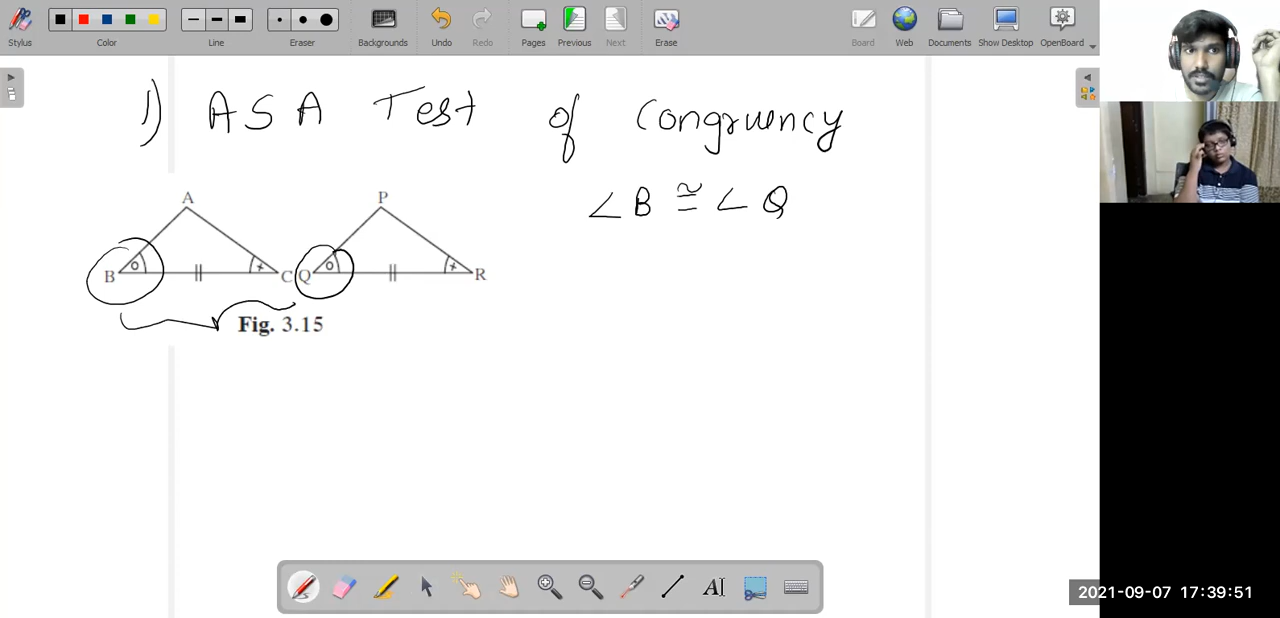 Stylus Color Line Eraser Backgrounds Undo Redo Pages Previous Next Erase Board Web Documents Show Desktop OpenBoard
1) ASA Test of Congruency
∠B ≅ ∠Q
A P
B C Q R
Fig. 3.15
2021-09-07 17:39:51